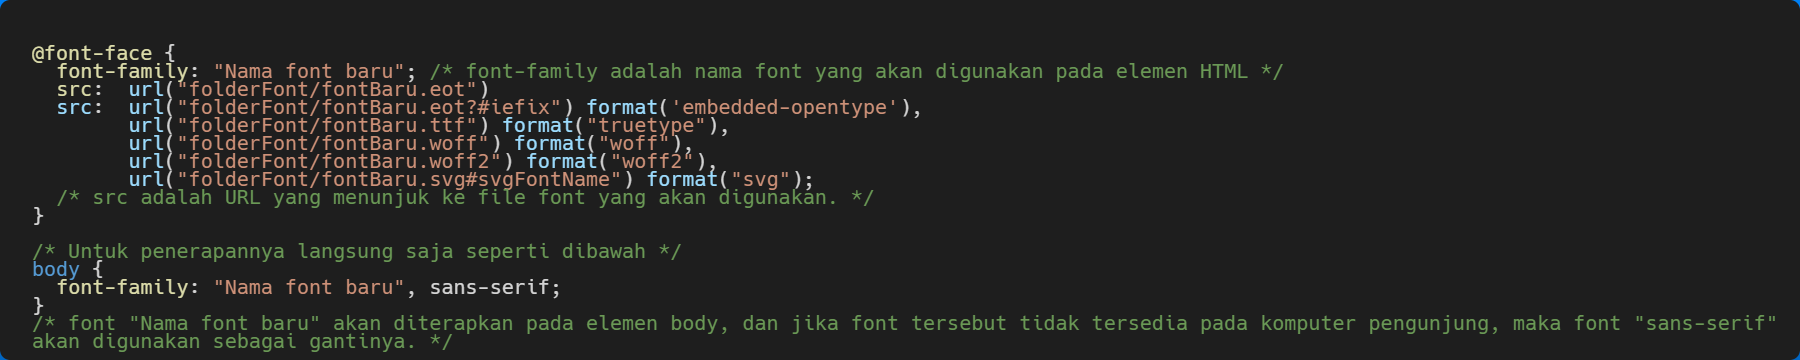 @font-face {
  font-family: "Nama font baru"; /* font-family adalah nama font yang akan digunakan pada elemen HTML */
  src:  url("folderFont/fontBaru.eot")
  src:  url("folderFont/fontBaru.eot?#iefix") format('embedded-opentype'),
        url("folderFont/fontBaru.ttf") format("truetype"),
        url("folderFont/fontBaru.woff") format("woff"),
        url("folderFont/fontBaru.woff2") format("woff2"),
        url("folderFont/fontBaru.svg#svgFontName") format("svg");
  /* src adalah URL yang menunjuk ke file font yang akan digunakan. */
}

/* Untuk penerapannya langsung saja seperti dibawah */
body {
  font-family: "Nama font baru", sans-serif;
}
/* font "Nama font baru" akan diterapkan pada elemen body, dan jika font tersebut tidak tersedia pada komputer pengunjung, maka font "sans-serif"
akan digunakan sebagai gantinya. */